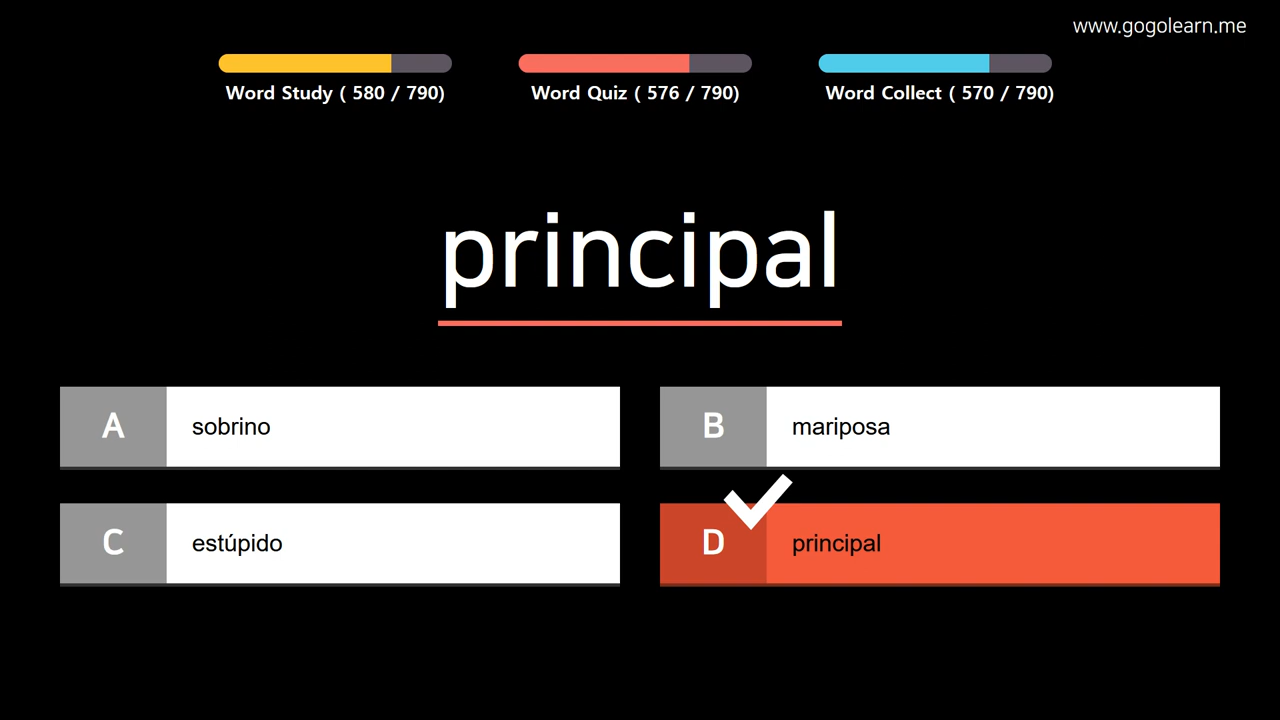 www.gogolearn.me
Word Study ( 580 / 790)
Word Quiz ( 576 / 790)
Word Collect ( 570 / 790)
principal
A sobrino
B mariposa
C estúpido
D principal